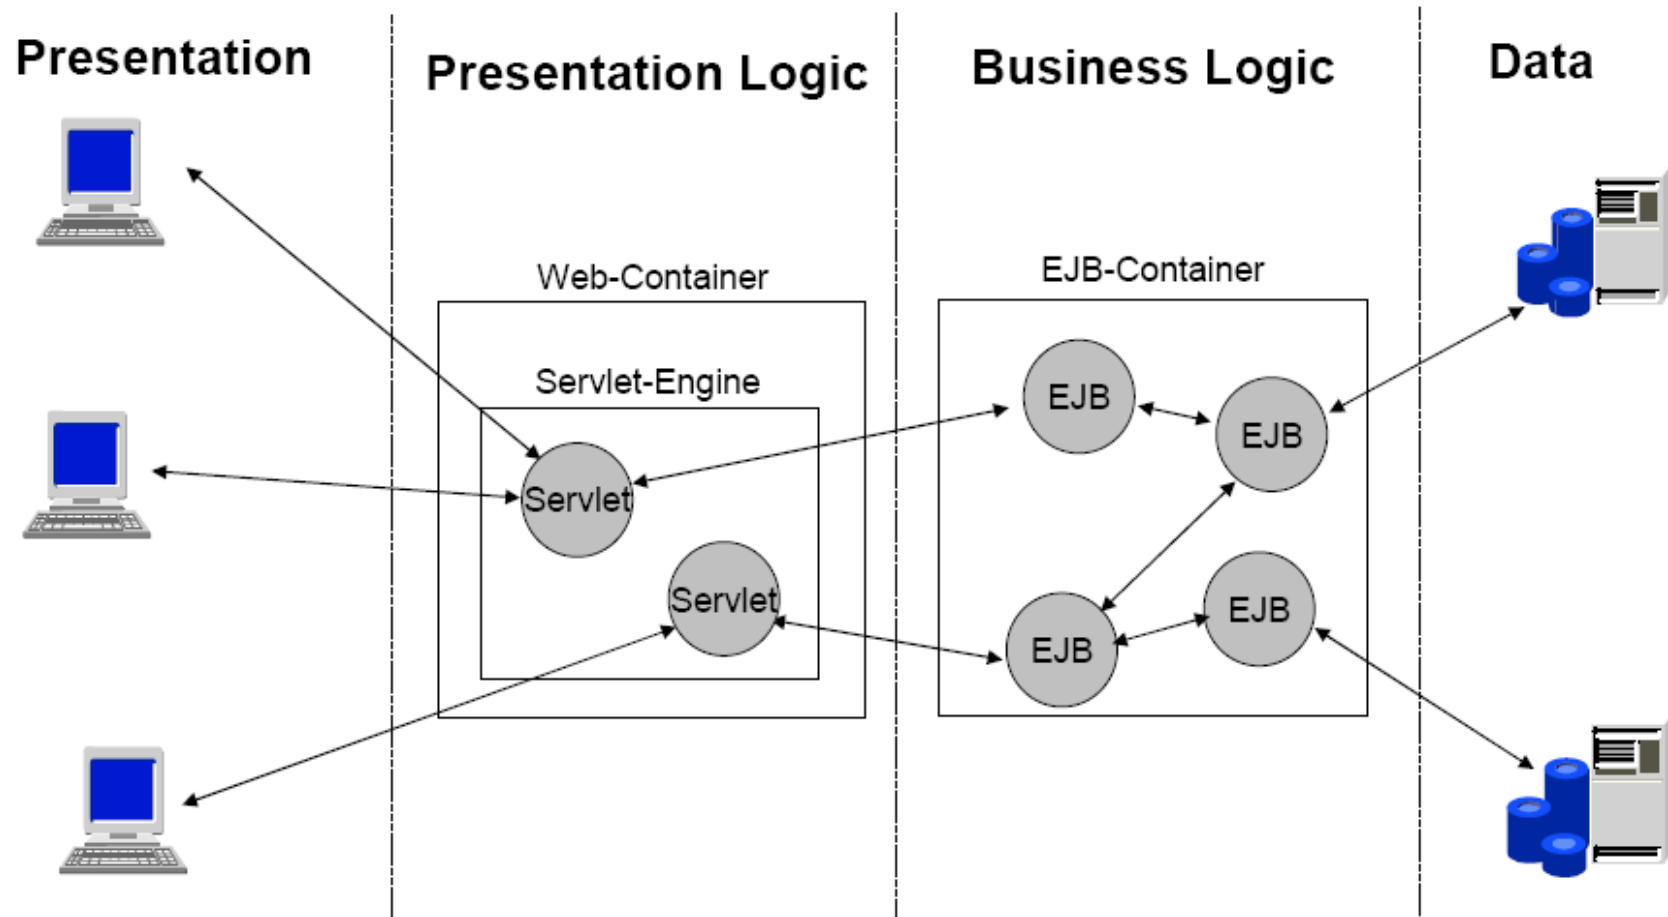 Presentation
Presentation Logic
Business Logic
Data
Web-Container
EJB-Container
Servlet-Engine
EJB
EJB
Servlet
Servlet
EJB
EJB